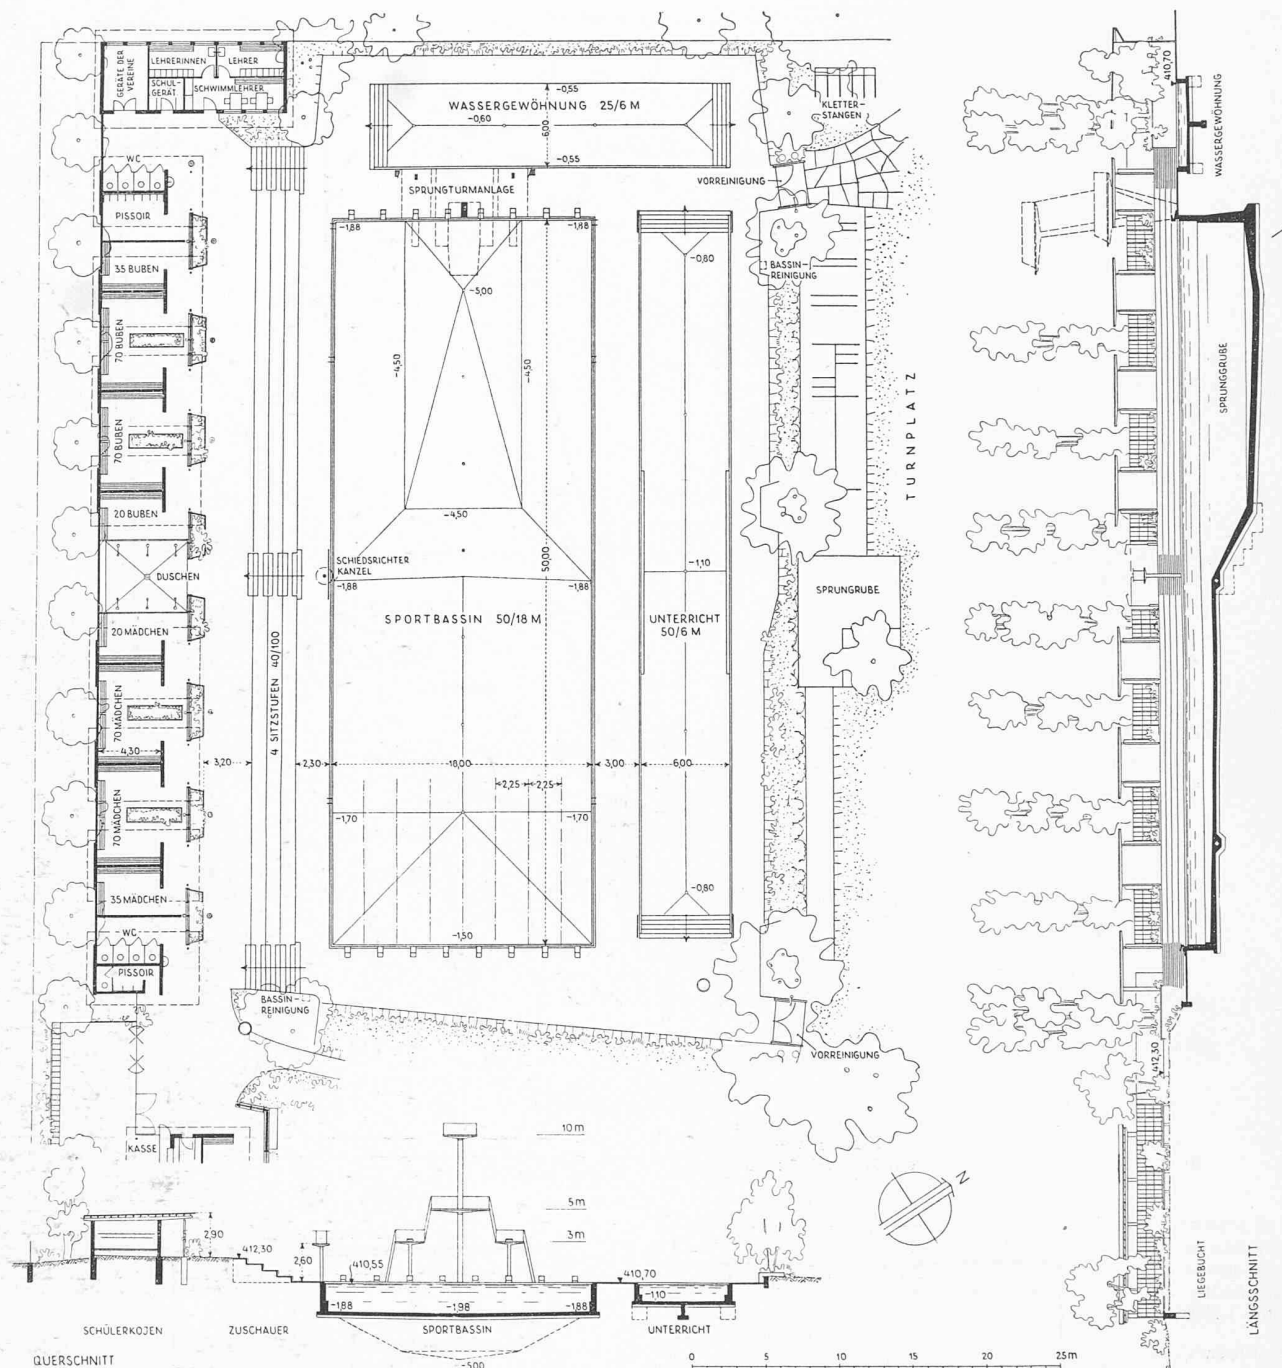 GERÄTE DER
VEREINE
LEHRERINNEN
LEHRER
SCHUL-
GERÄT
SCHWIMMLEHRER
WC
PISSOIR
35 BUBEN
70 BUBEN
70 BUBEN
20 BUBEN
DUSCHEN
20 MÄDCHEN
70 MÄDCHEN
4,30
70 MÄDCHEN
35 MÄDCHEN
WC
PISSOIR
KASSE
3,20
4 SITZSTUFEN 40/100
2,30
BASSIN-
REINIGUNG
-0,55
WASSERGEWÖHNUNG 25/6 M
-0,60
6,00
-0,55
SPRUNGTURMANLAGE
-1,88
-1,88
-5,00
-4,50
-4,50
-4,50
50,00
SCHIEDSRICHTER
KANZEL
-1,88
-1,88
SPORTBASSIN 50/18 M
18,00
2,25
2,25
-1,70
-1,70
-1,50
3,00
-0,80
-1,10
UNTERRICHT
50/6 M
6,00
-0,80
KLETTER-
STANGEN
VORREINIGUNG
BASSIN-
REINIGUNG
TURNPLATZ
SPRUNGRUBE
VORREINIGUNG
N
410,70
WASSERGEWÖHNUNG
SPRUNGGRUBE
412,30
LIEGEBUCHT
LÄNGSSCHNITT
10 m
5 m
3 m
2,90
412,30
2,60
410,55
410,70
-1,88
-1,98
-1,88
-1,10
SCHÜLERKOJEN
ZUSCHAUER
SPORTBASSIN
UNTERRICHT
-500
QUERSCHNITT
0 5 10 15 20 25 m